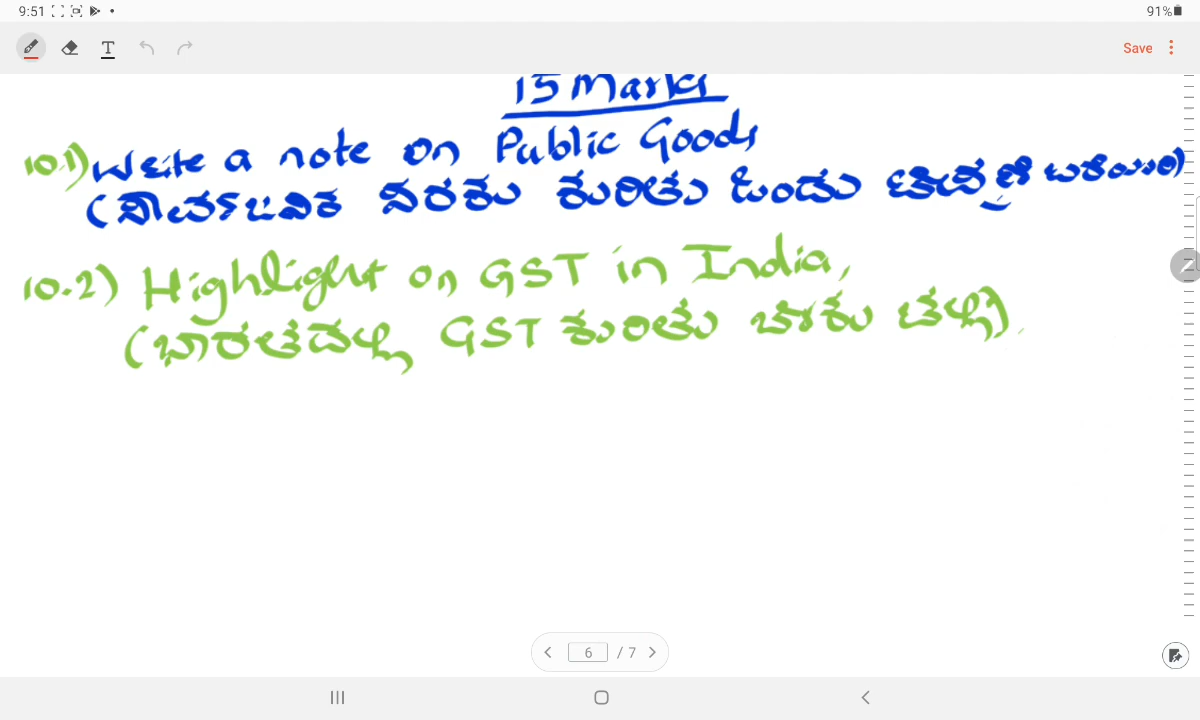 9:51
91%
T
Save
15 Marks
10.1) Write a note on Public Goods
(ಸಾರ್ವಜನಿಕ ಸರಕು ಕುರಿತು ಒಂದು ಟಿಪ್ಪಣಿ ಬರೆಯಿರಿ)
10.2) Highlight on GST in India,
(ಭಾರತದಲ್ಲಿ GST ಕುರಿತು ಬೆಳಕು ಚೆಲ್ಲಿ).
6 / 7